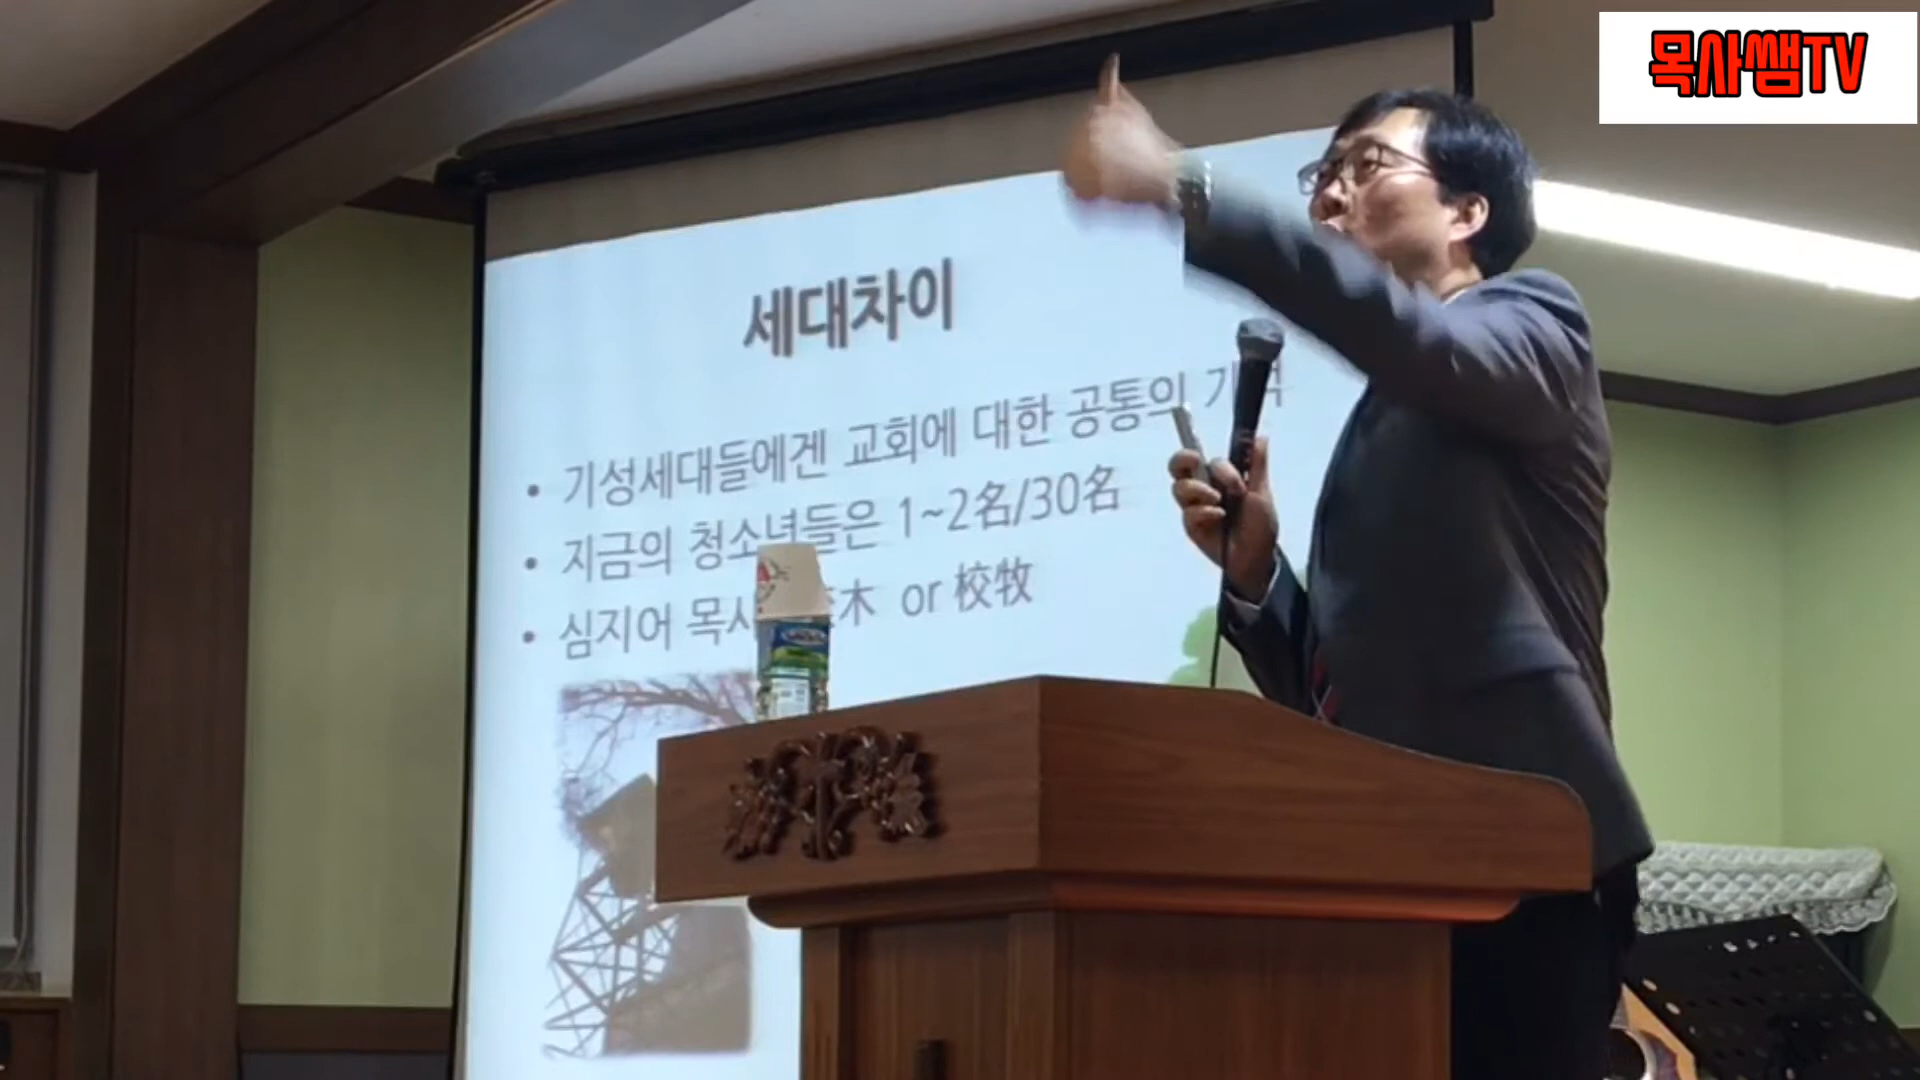 목사쌤TV
세대차이
• 기성세대들에겐 교회에 대한 공통의
• 지금의 청소년들은 1~2名/30名
• 심지어 목사 木 or 校牧